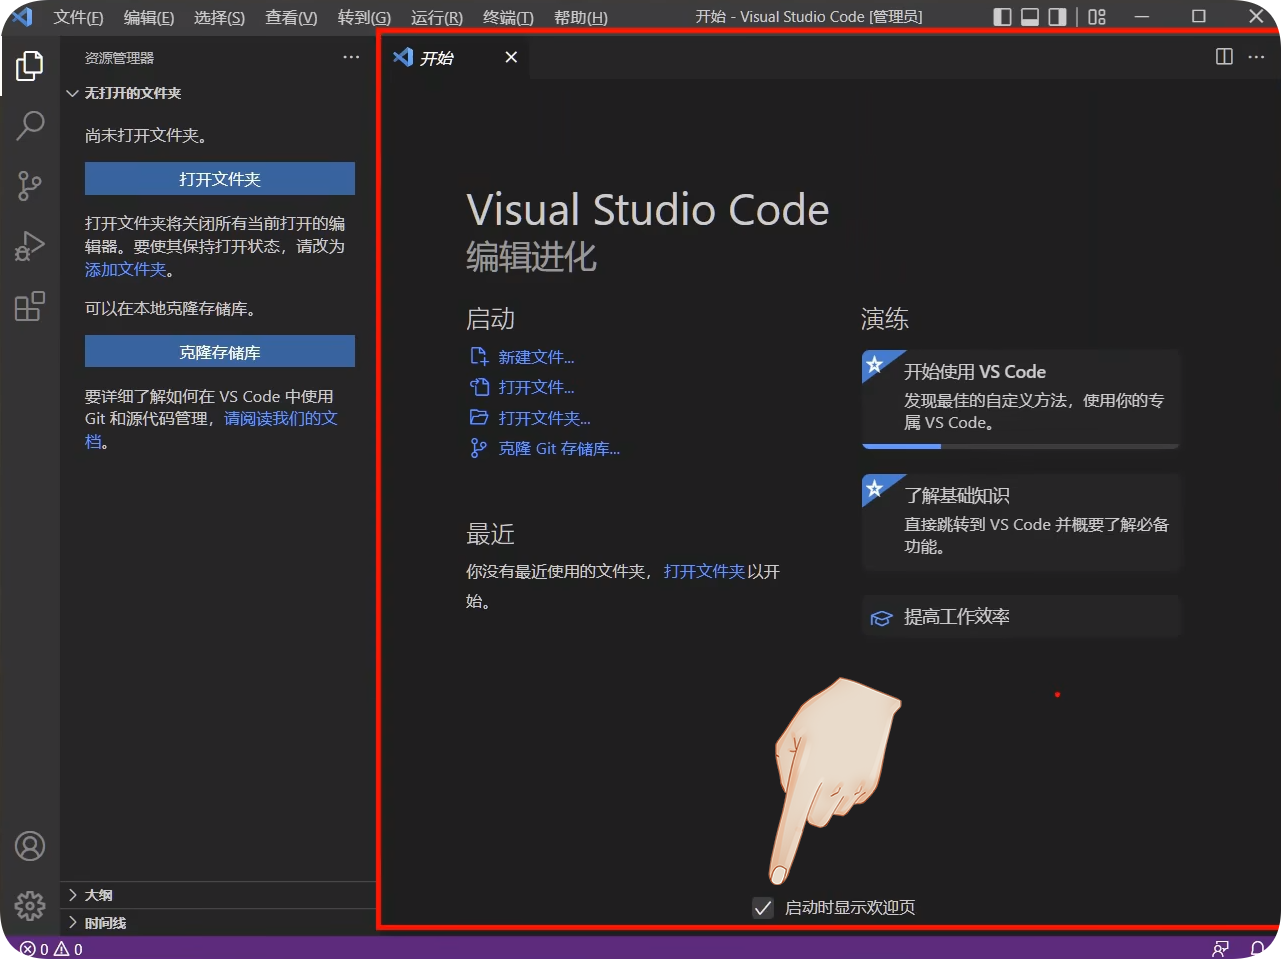 文件(F) 编辑(E) 选择(S) 查看(V) 转到(G) 运行(R) 终端(T) 帮助(H) 开始 - Visual Studio Code [管理员]
资源管理器
无打开的文件夹
尚未打开文件夹。
打开文件夹
打开文件夹将关闭所有当前打开的编
辑器。要使其保持打开状态，请改为
添加文件夹。
可以在本地克隆存储库。
克隆存储库
要详细了解如何在 VS Code 中使用
Git 和源代码管理，请阅读我们的文
档。
大纲
时间线
开始
Visual Studio Code
编辑进化
启动
新建文件...
打开文件...
打开文件夹...
克隆 Git 存储库...
最近
你没有最近使用的文件夹，打开文件夹以开
始。
演练
开始使用 VS Code
发现最佳的自定义方法，使用你的专
属 VS Code。
了解基础知识
直接跳转到 VS Code 并概要了解必备
功能。
提高工作效率
启动时显示欢迎页
0 0